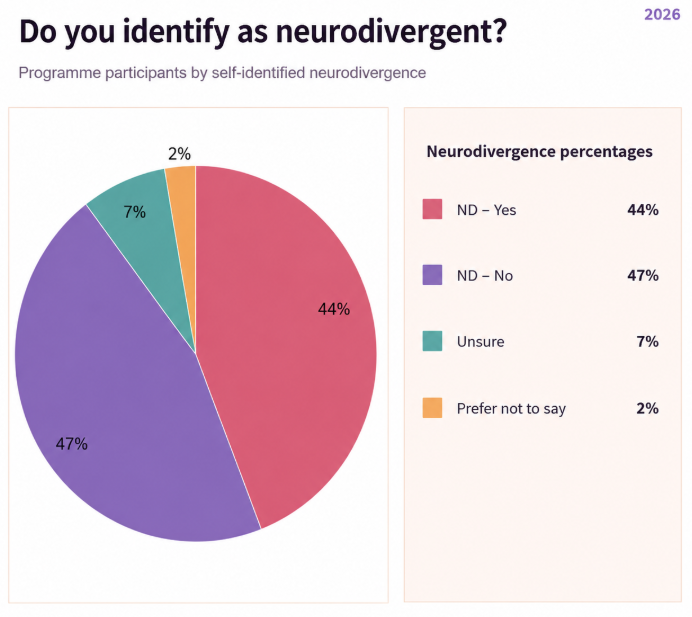 2026
Do you identify as neurodivergent?
Programme participants by self-identified neurodivergence
2%
7%
44%
47%
Neurodivergence percentages
ND – Yes 44%
ND – No 47%
Unsure 7%
Prefer not to say 2%